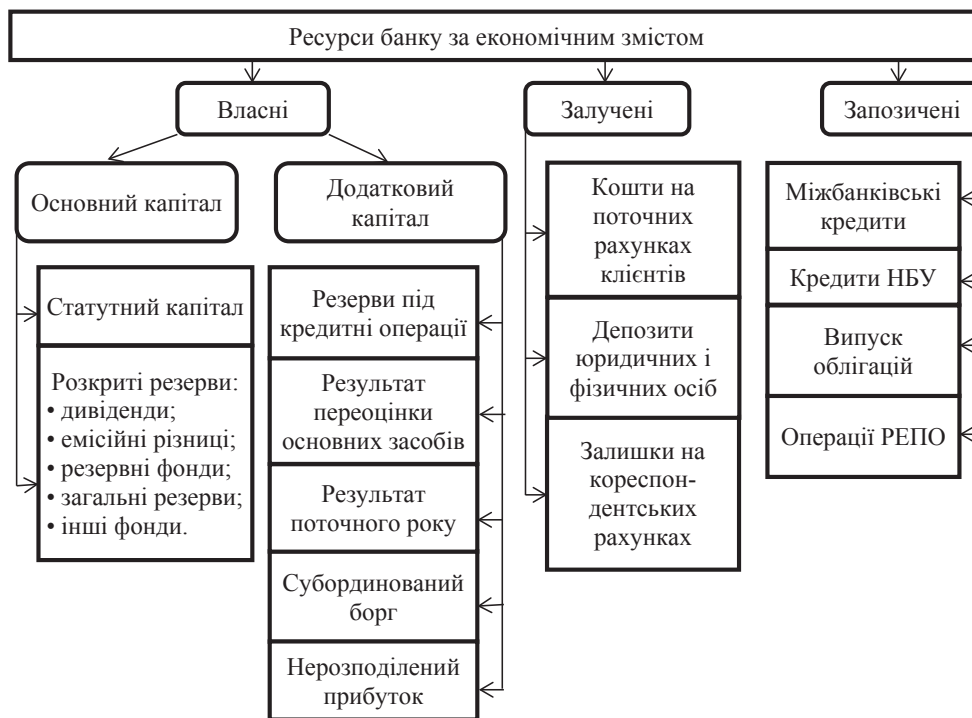 Ресурси банку за економічним змістом
Власні
Залучені
Запозичені
Основний капітал
Додатковий
капітал
Статутний капітал
Розкриті резерви:
• дивіденди;
• емісійні різниці;
• резервні фонди;
• загальні резерви;
• інші фонди.
Резерви під
кредитні операції
Результат
переоцінки
основних засобів
Результат
поточного року
Субординований
борг
Нерозподілений
прибуток
Кошти на
поточних
рахунках
клієнтів
Депозити
юридичних і
фізичних осіб
Залишки на
кореспон-
дентських
рахунках
Міжбанківські
кредити
Кредити НБУ
Випуск
облігацій
Операції РЕПО